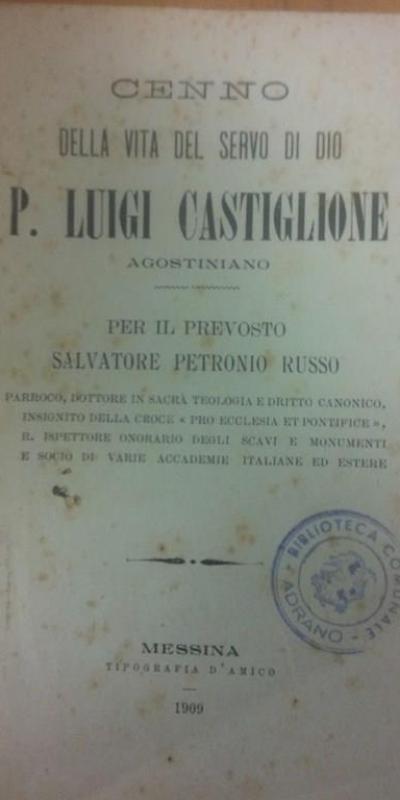 CENNO
DELLA VITA DEL SERVO DI DIO
P. LUIGI CASTIGLIONE
AGOSTINIANO
PER IL PREVOSTO
SALVATORE PETRONIO RUSSO
PARROCO, DOTTORE IN SACRA TEOLOGIA E DRITTO CANONICO,
INSIGNITO DELLA CROCE « PRO ECCLESIA ET PONTIFICE »,
R. ISPETTORE ONORARIO DEGLI SCAVI E MONUMENTI
E SOCIO DI VARIE ACCADEMIE ITALIANE ED ESTERE
BIBLIOTECA COMUNALE
- ADRANO -
MESSINA
TIPOGRAFIA D'AMICO
—
1909